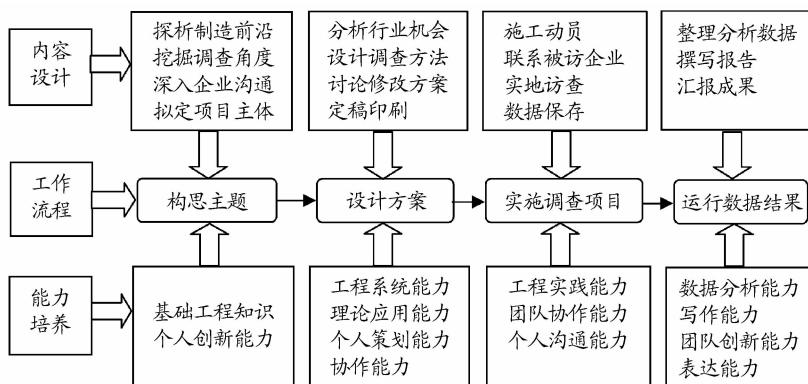 内容
设计
探析制造前沿
挖掘调查角度
深入企业沟通
拟定项目主体
分析行业机会
设计调查方法
讨论修改方案
定稿印刷
施工动员
联系被访企业
实地访查
数据保存
整理分析数据
撰写报告
汇报成果
工作
流程
构思主题
设计方案
实施调查项目
运行数据结果
能力
培养
基础工程知识
个人创新能力
工程系统能力
理论应用能力
个人策划能力
协作能力
工程实践能力
团队协作能力
个人沟通能力
数据分析能力
写作能力
团队创新能力
表达能力